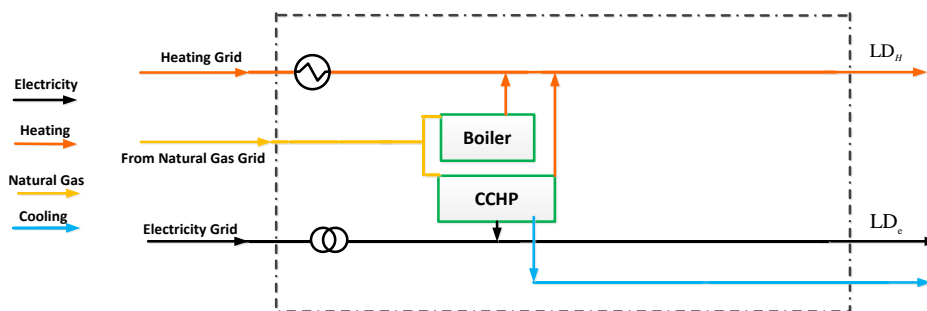 Heating Grid
LD_H
Electricity
Heating
Boiler
From Natural Gas Grid
Natural Gas
CCHP
Cooling
Electricity Grid
LD_e